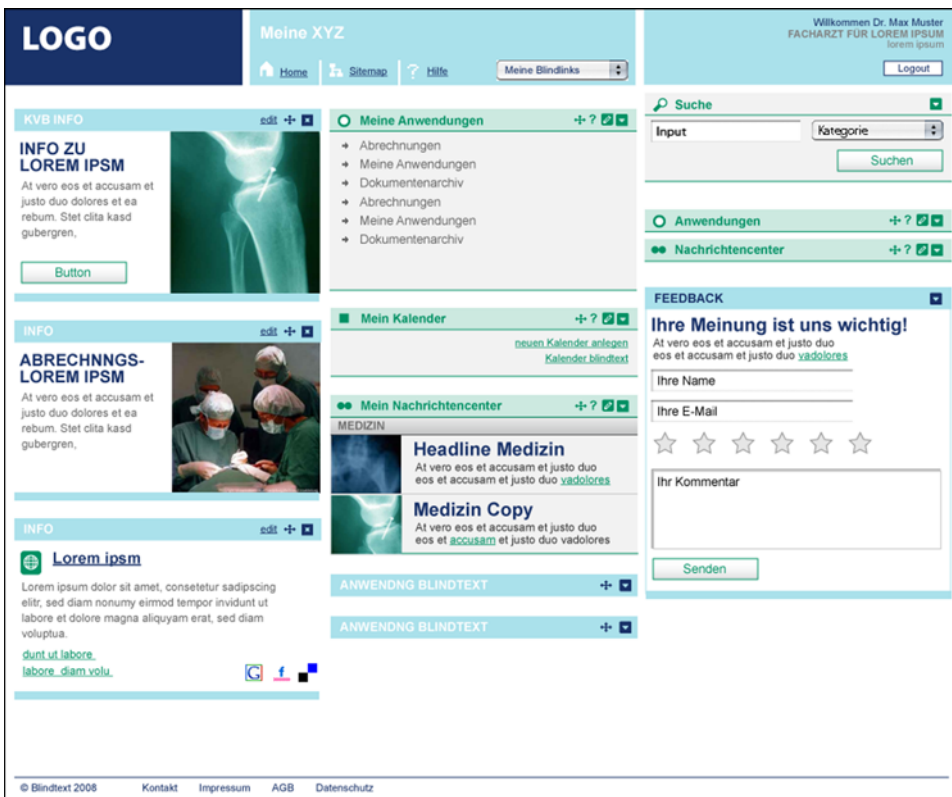 LOGO
Meine XYZ
Home
Sitemap
? Hilfe
Meine Blindlinks
Willkommen Dr. Max Muster
FACHARZT FÜR LOREM IPSUM
lorem ipsum
Logout
KVB INFO
edit
INFO ZU
LOREM IPSM
At vero eos et accusam et
justo duo dolores et ea
rebum. Stet clita kasd
gubergren,
Button
INFO
edit
ABRECHNNGS-
LOREM IPSM
At vero eos et accusam et
justo duo dolores et ea
rebum. Stet clita kasd
gubergren,
INFO
edit
Lorem ipsm
Lorem ipsum dolor sit amet, consetetur sadipscing
elitr, sed diam nonumy eirmod tempor invidunt ut
labore et dolore magna aliquyam erat, sed diam
voluptua.
dunt ut labore
labore diam volu
G f
Meine Anwendungen
?
Abrechnungen
Meine Anwendungen
Dokumentenarchiv
Abrechnungen
Meine Anwendungen
Dokumentenarchiv
Mein Kalender
?
neuen Kalender anlegen
Kalender blindtext
Mein Nachrichtencenter
?
MEDIZIN
Headline Medizin
At vero eos et accusam et justo duo
eos et accusam et justo duo vadolores
Medizin Copy
At vero eos et accusam et justo duo
eos et accusam et justo duo vadolores
ANWENDNG BLINDTEXT
ANWENDNG BLINDTEXT
Suche
Input
Kategorie
Suchen
Anwendungen
?
Nachrichtencenter
?
FEEDBACK
Ihre Meinung ist uns wichtig!
At vero eos et accusam et justo duo
eos et accusam et justo duo vadolores
Ihre Name
Ihre E-Mail
Ihr Kommentar
Senden
© Blindtext 2008
Kontakt
Impressum
AGB
Datenschutz